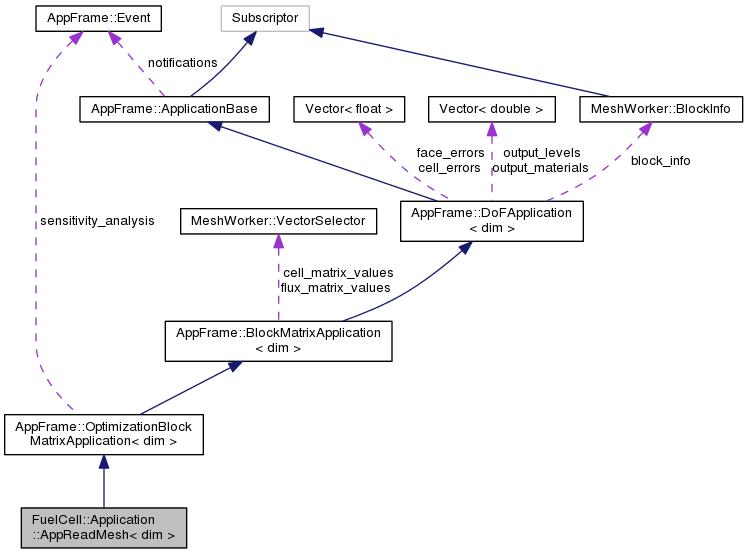 AppFrame::Event
Subscriptor
notifications
AppFrame::ApplicationBase
Vector< float >
Vector< double >
MeshWorker::BlockInfo
face_errors
cell_errors
output_levels
output_materials
block_info
sensitivity_analysis
MeshWorker::VectorSelector
AppFrame::DoFApplication
< dim >
cell_matrix_values
flux_matrix_values
AppFrame::BlockMatrixApplication
< dim >
AppFrame::OptimizationBlock
MatrixApplication< dim >
FuelCell::Application
::AppReadMesh< dim >